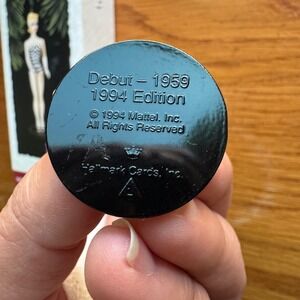 Debut – 1959
1994 Edition
© 1994 Mattel, Inc.
All Rights Reserved
Hallmark Cards, Inc.